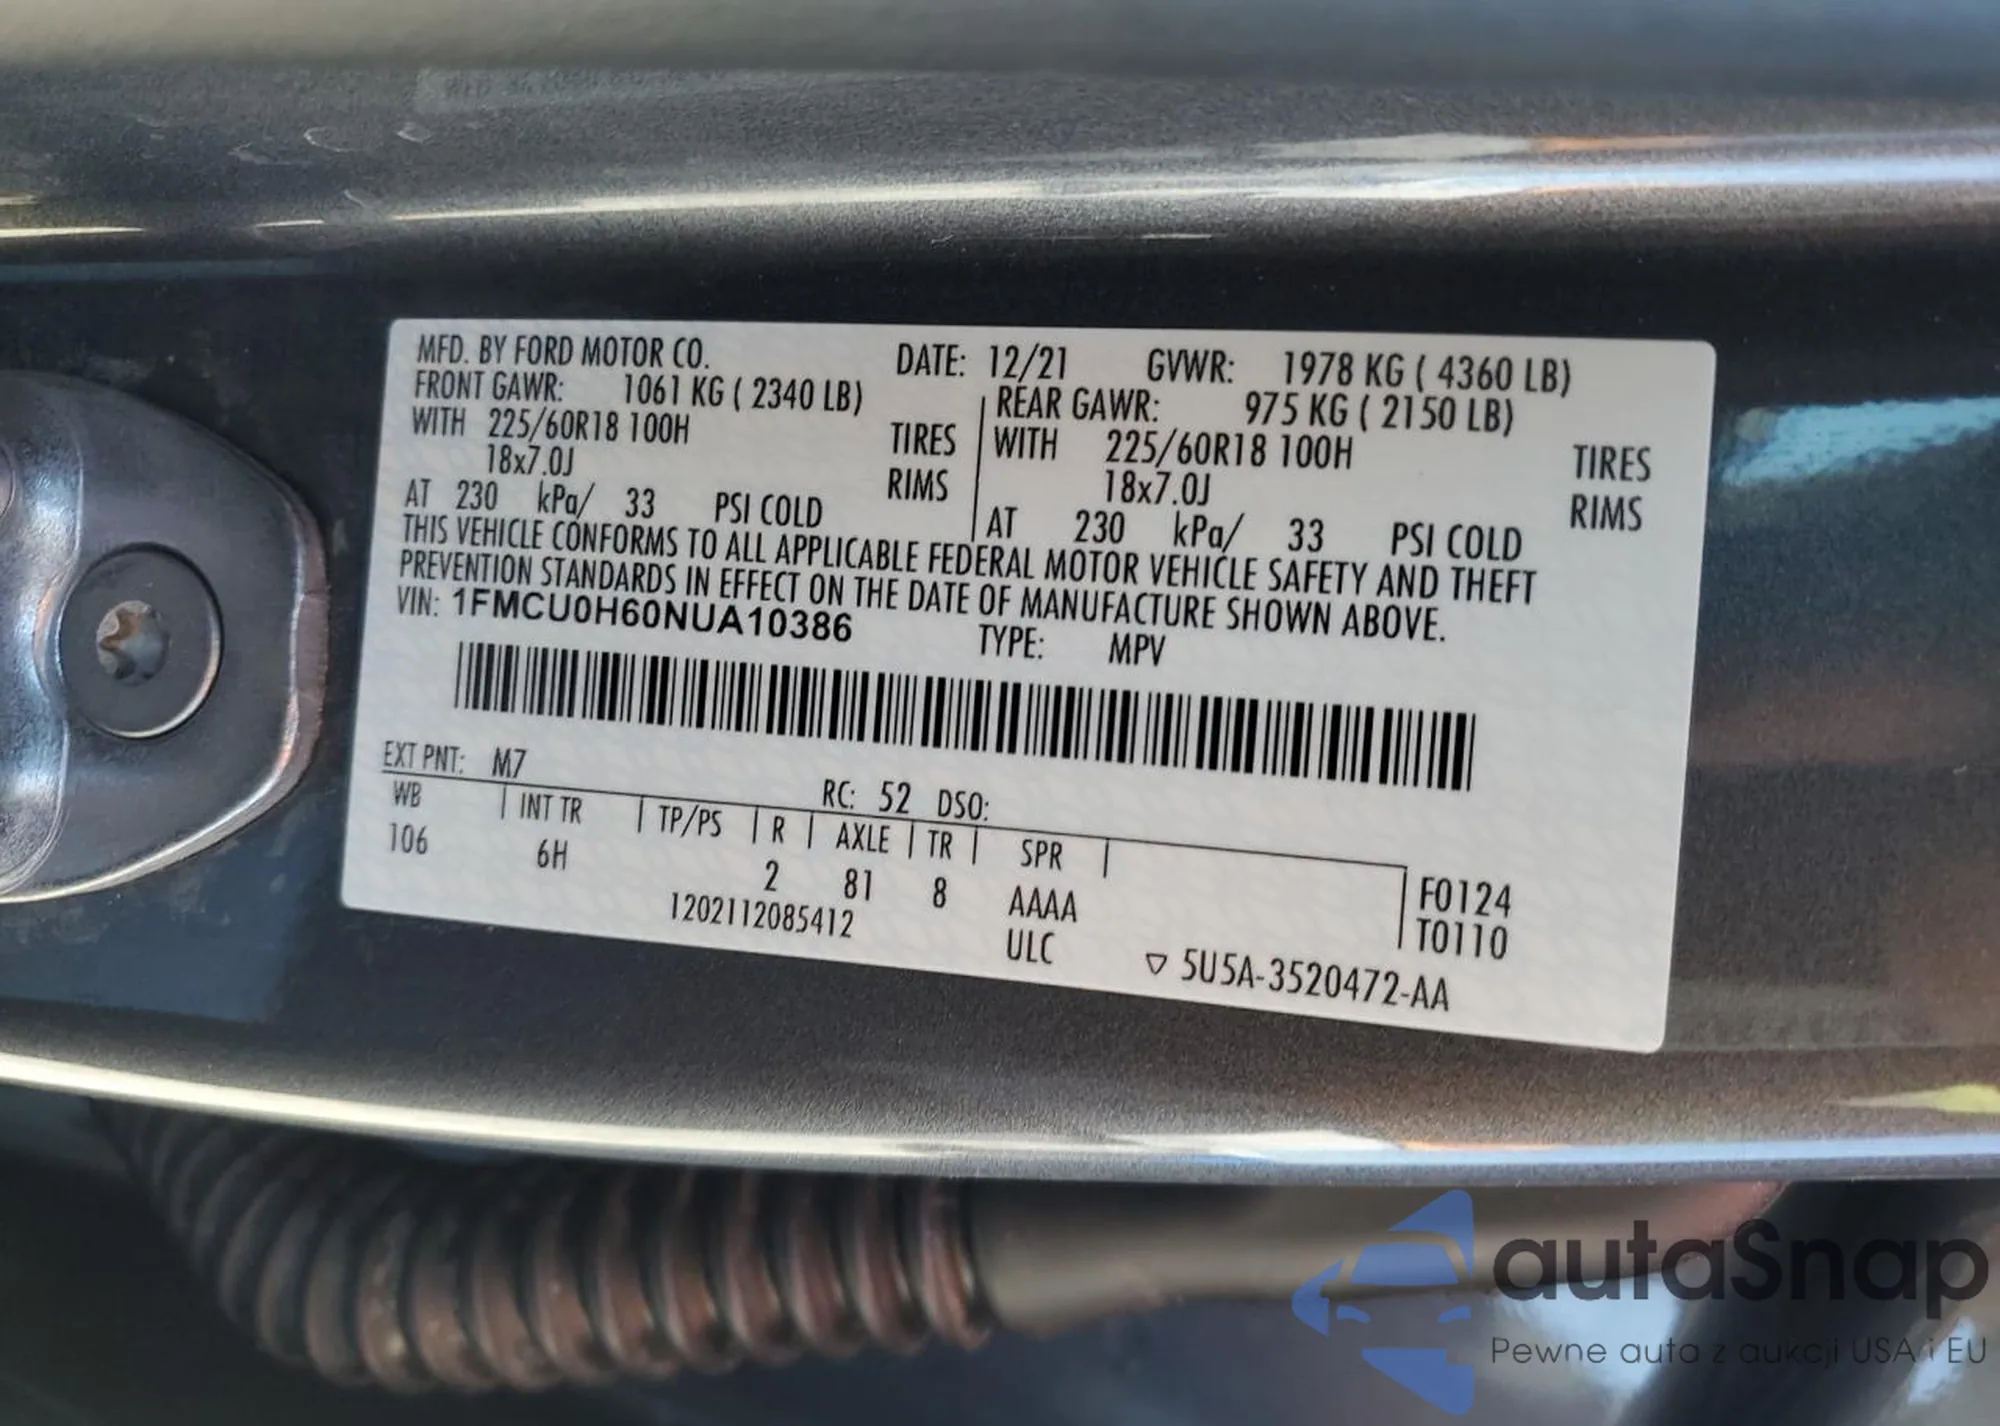 MFD. BY FORD MOTOR CO. DATE: 12/21 GVWR: 1978 KG ( 4360 LB)
FRONT GAWR: 1061 KG ( 2340 LB) REAR GAWR: 975 KG ( 2150 LB)
WITH 225/60R18 100H TIRES WITH 225/60R18 100H TIRES
18x7.0J RIMS 18x7.0J RIMS
AT 230 kPa/ 33 PSI COLD AT 230 kPa/ 33 PSI COLD
THIS VEHICLE CONFORMS TO ALL APPLICABLE FEDERAL MOTOR VEHICLE SAFETY AND THEFT
PREVENTION STANDARDS IN EFFECT ON THE DATE OF MANUFACTURE SHOWN ABOVE.
VIN: 1FMCU0H60NUA10386 TYPE: MPV
EXT PNT: M7 RC: 52 DSO:
WB INT TR TP/PS R AXLE TR SPR
106 6H 2 81 8 AAAA F0124
1202112085412 ULC T0110
▽ 5U5A-3520472-AA
autaSnap
Pewne auta z aukcji USA i EU